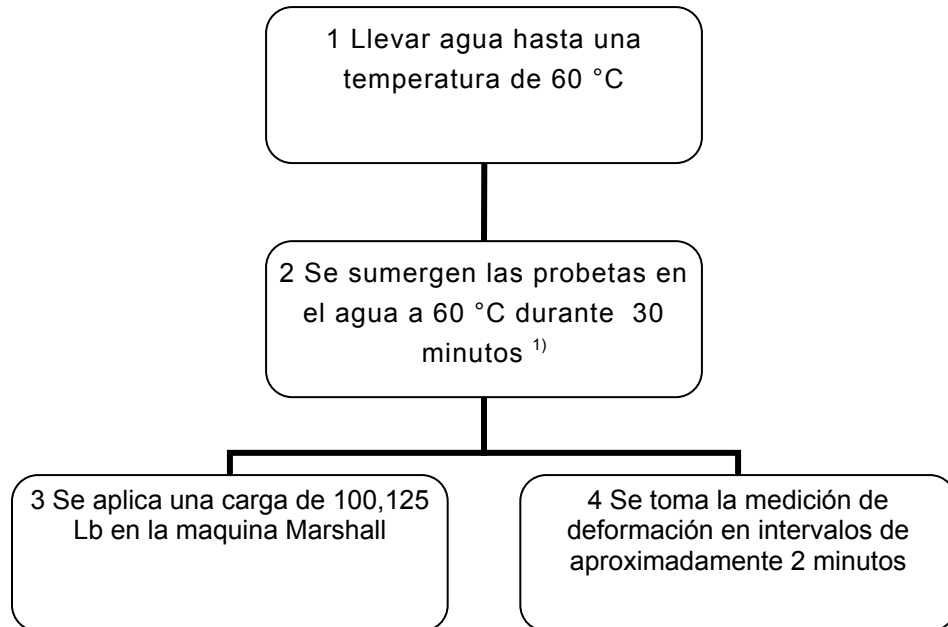 1 Llevar agua hasta una
temperatura de 60 °C
2 Se sumergen las probetas en
el agua a 60 °C durante 30
minutos 1)
3 Se aplica una carga de 100,125
Lb en la maquina Marshall
4 Se toma la medición de
deformación en intervalos de
aproximadamente 2 minutos